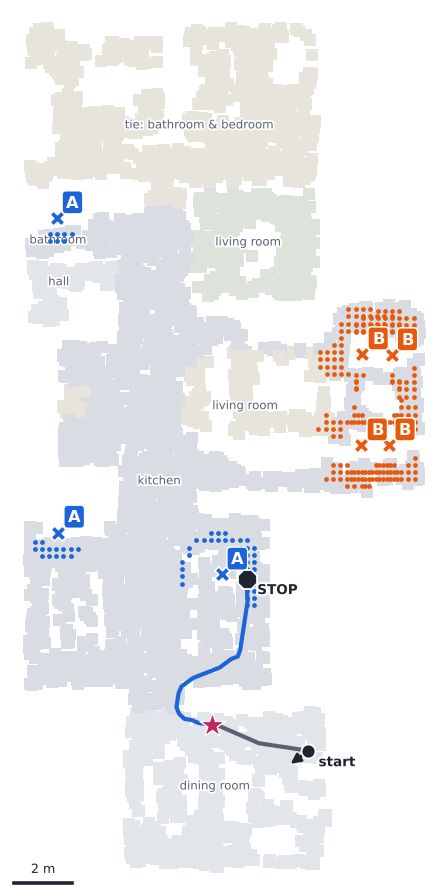 tie: bathroom & bedroom
A
bathroom
living room
hall
B
B
living room
B
B
kitchen
A
A
STOP
start
dining room
2 m